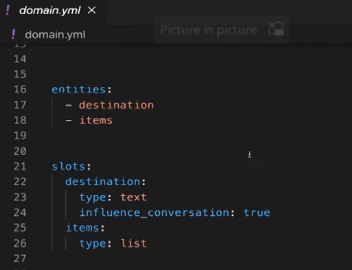 ! domain.yml ×
Picture in picture
! domain.yml
13
14
15
16 entities:
17 - destination
18 - items
19
20
21 slots:
22 destination:
23 type: text
24 influence_conversation: true
25 items:
26 type: list
27